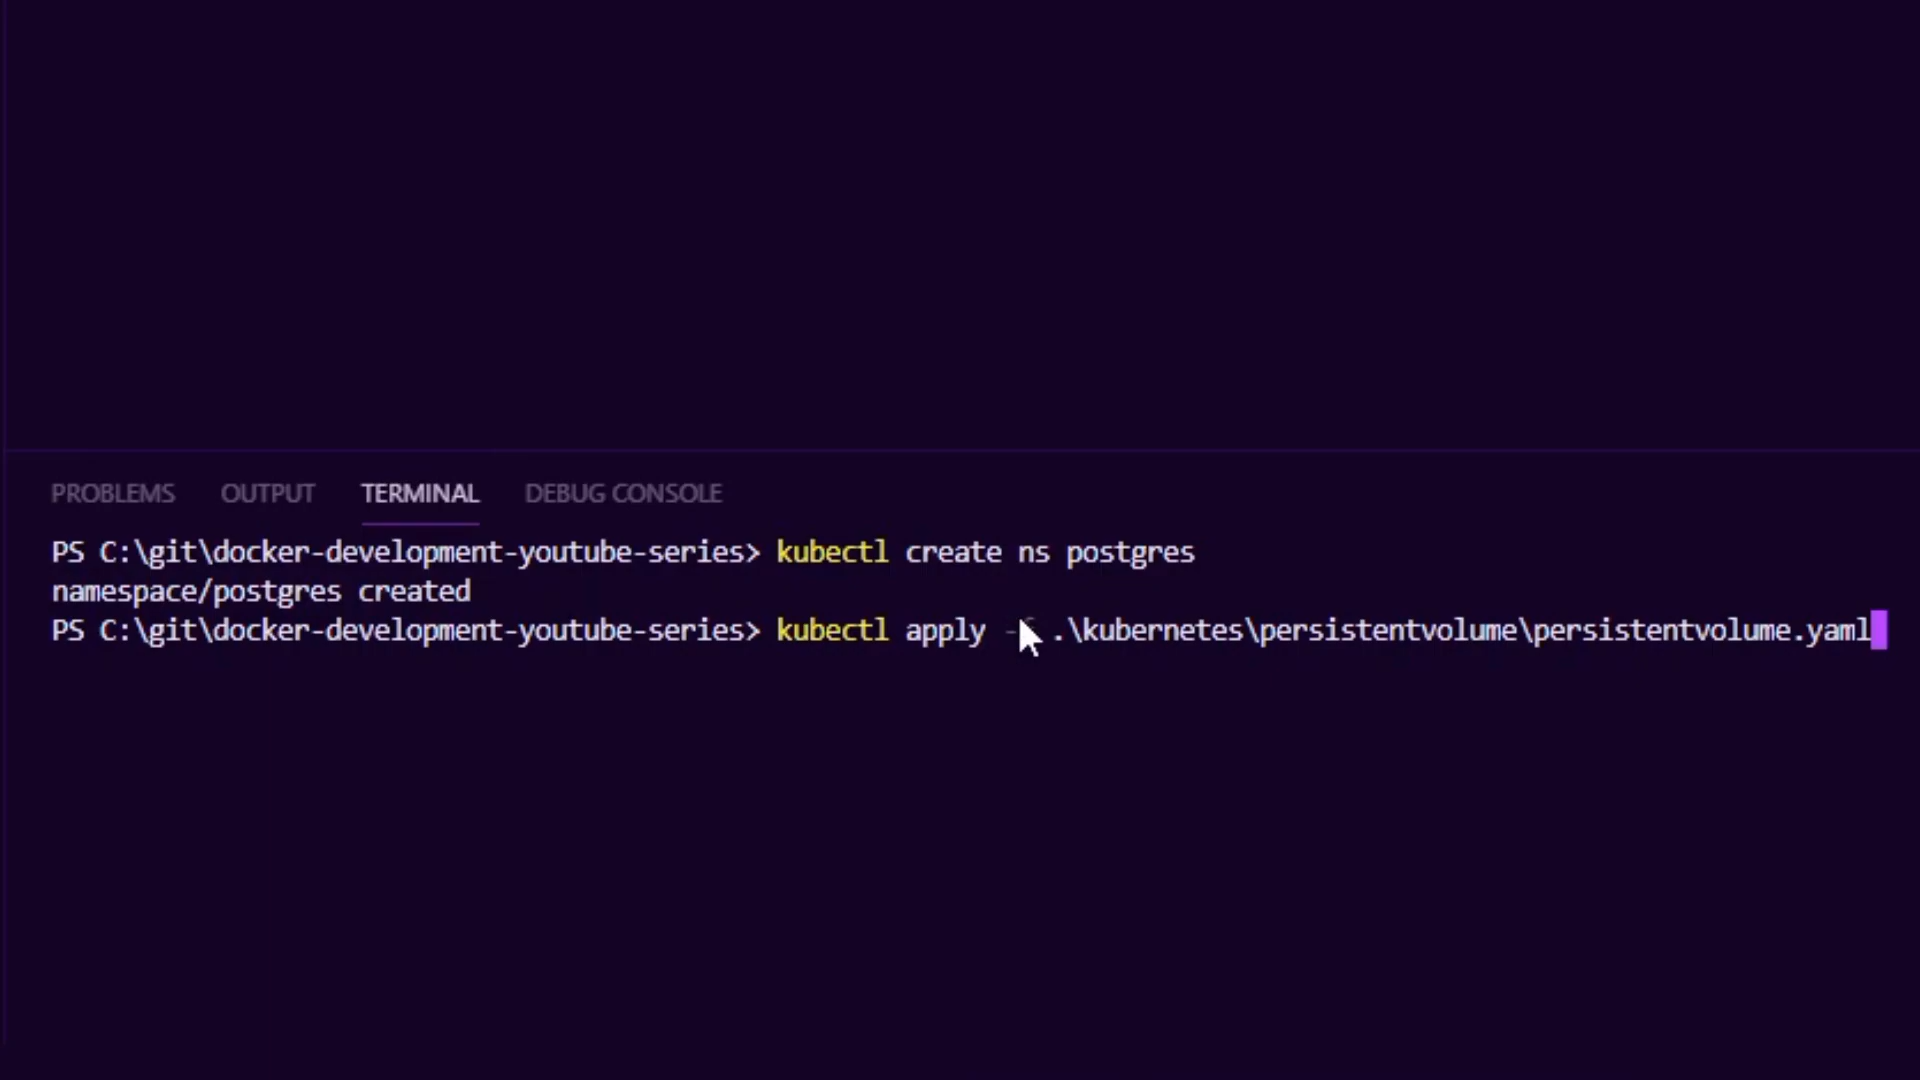 PROBLEMS OUTPUT TERMINAL DEBUG CONSOLE
PS C:\git\docker-development-youtube-series> kubectl create ns postgres
namespace/postgres created
PS C:\git\docker-development-youtube-series> kubectl apply -f .\kubernetes\persistentvolume\persistentvolume.yaml